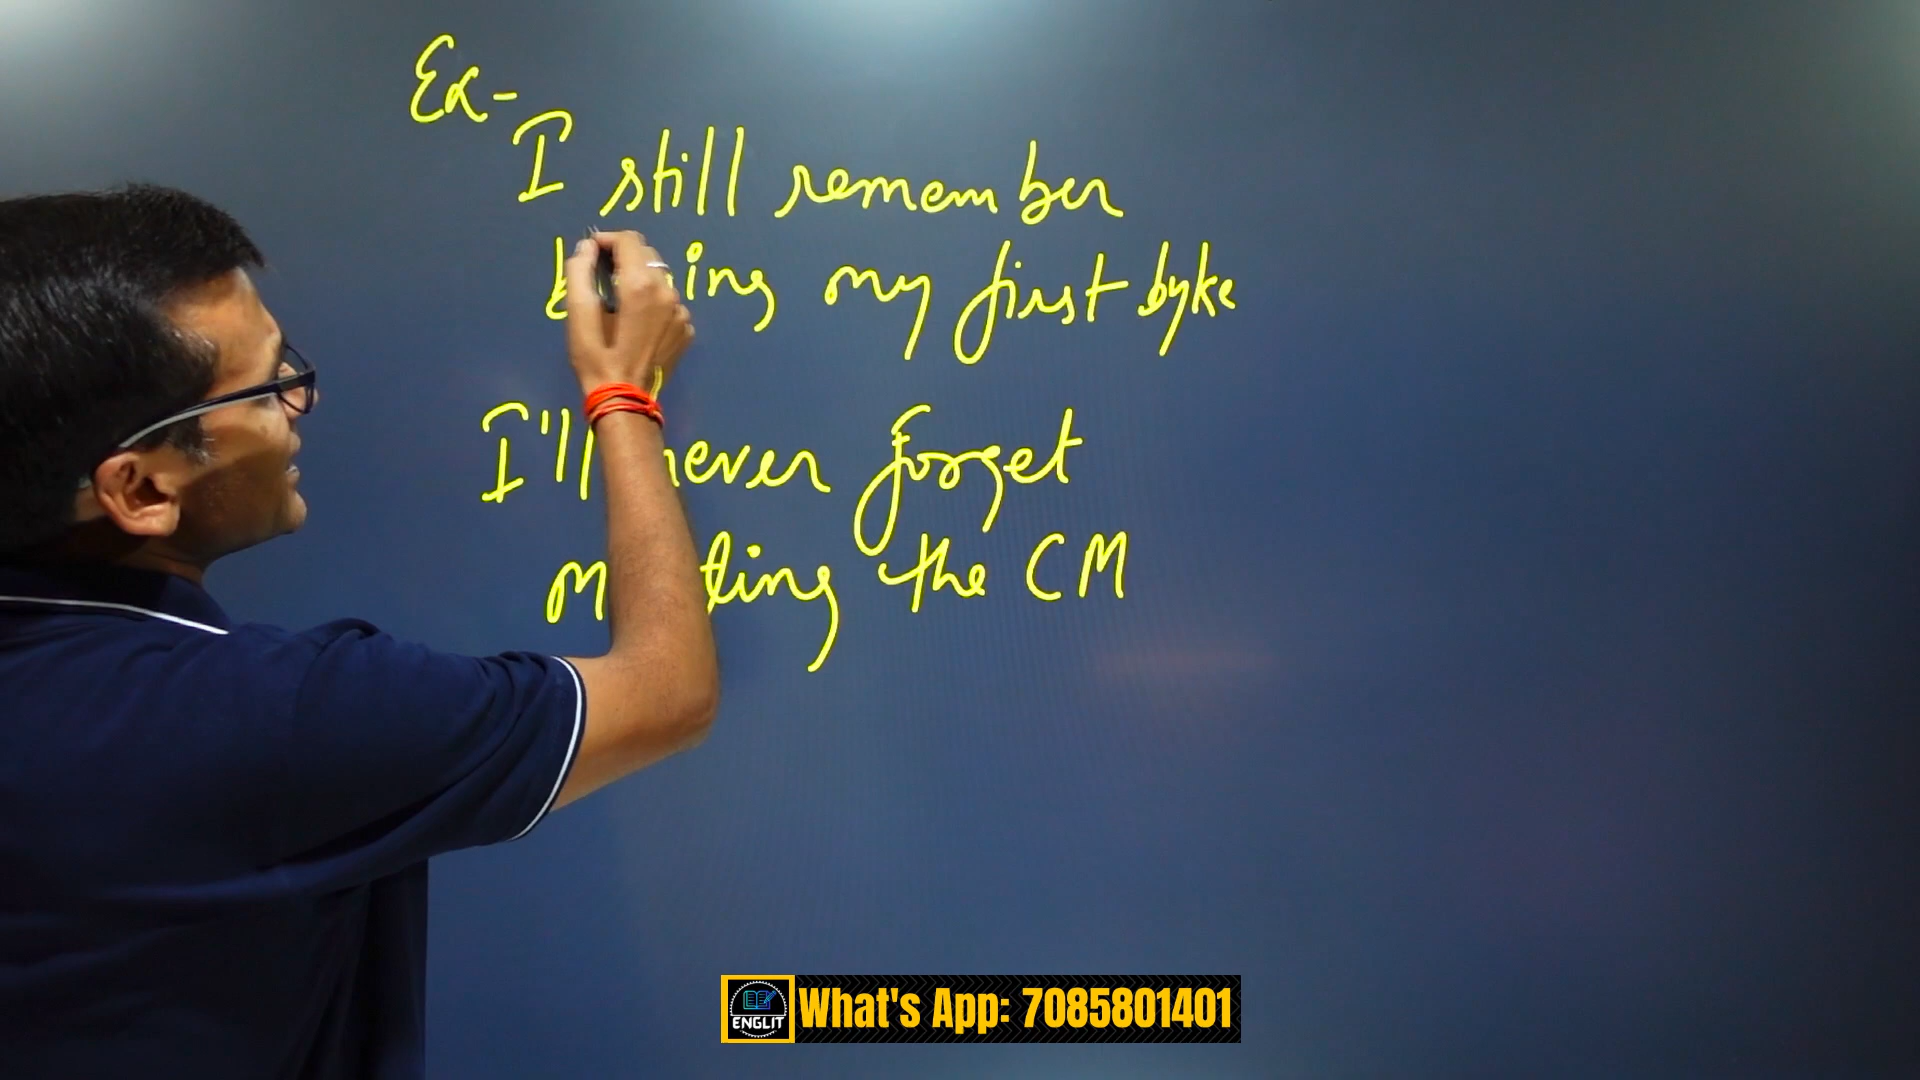 Ex-
I still remember
my first byke
I'll never forget
the CM
ENGLIT
What's App: 7085801401